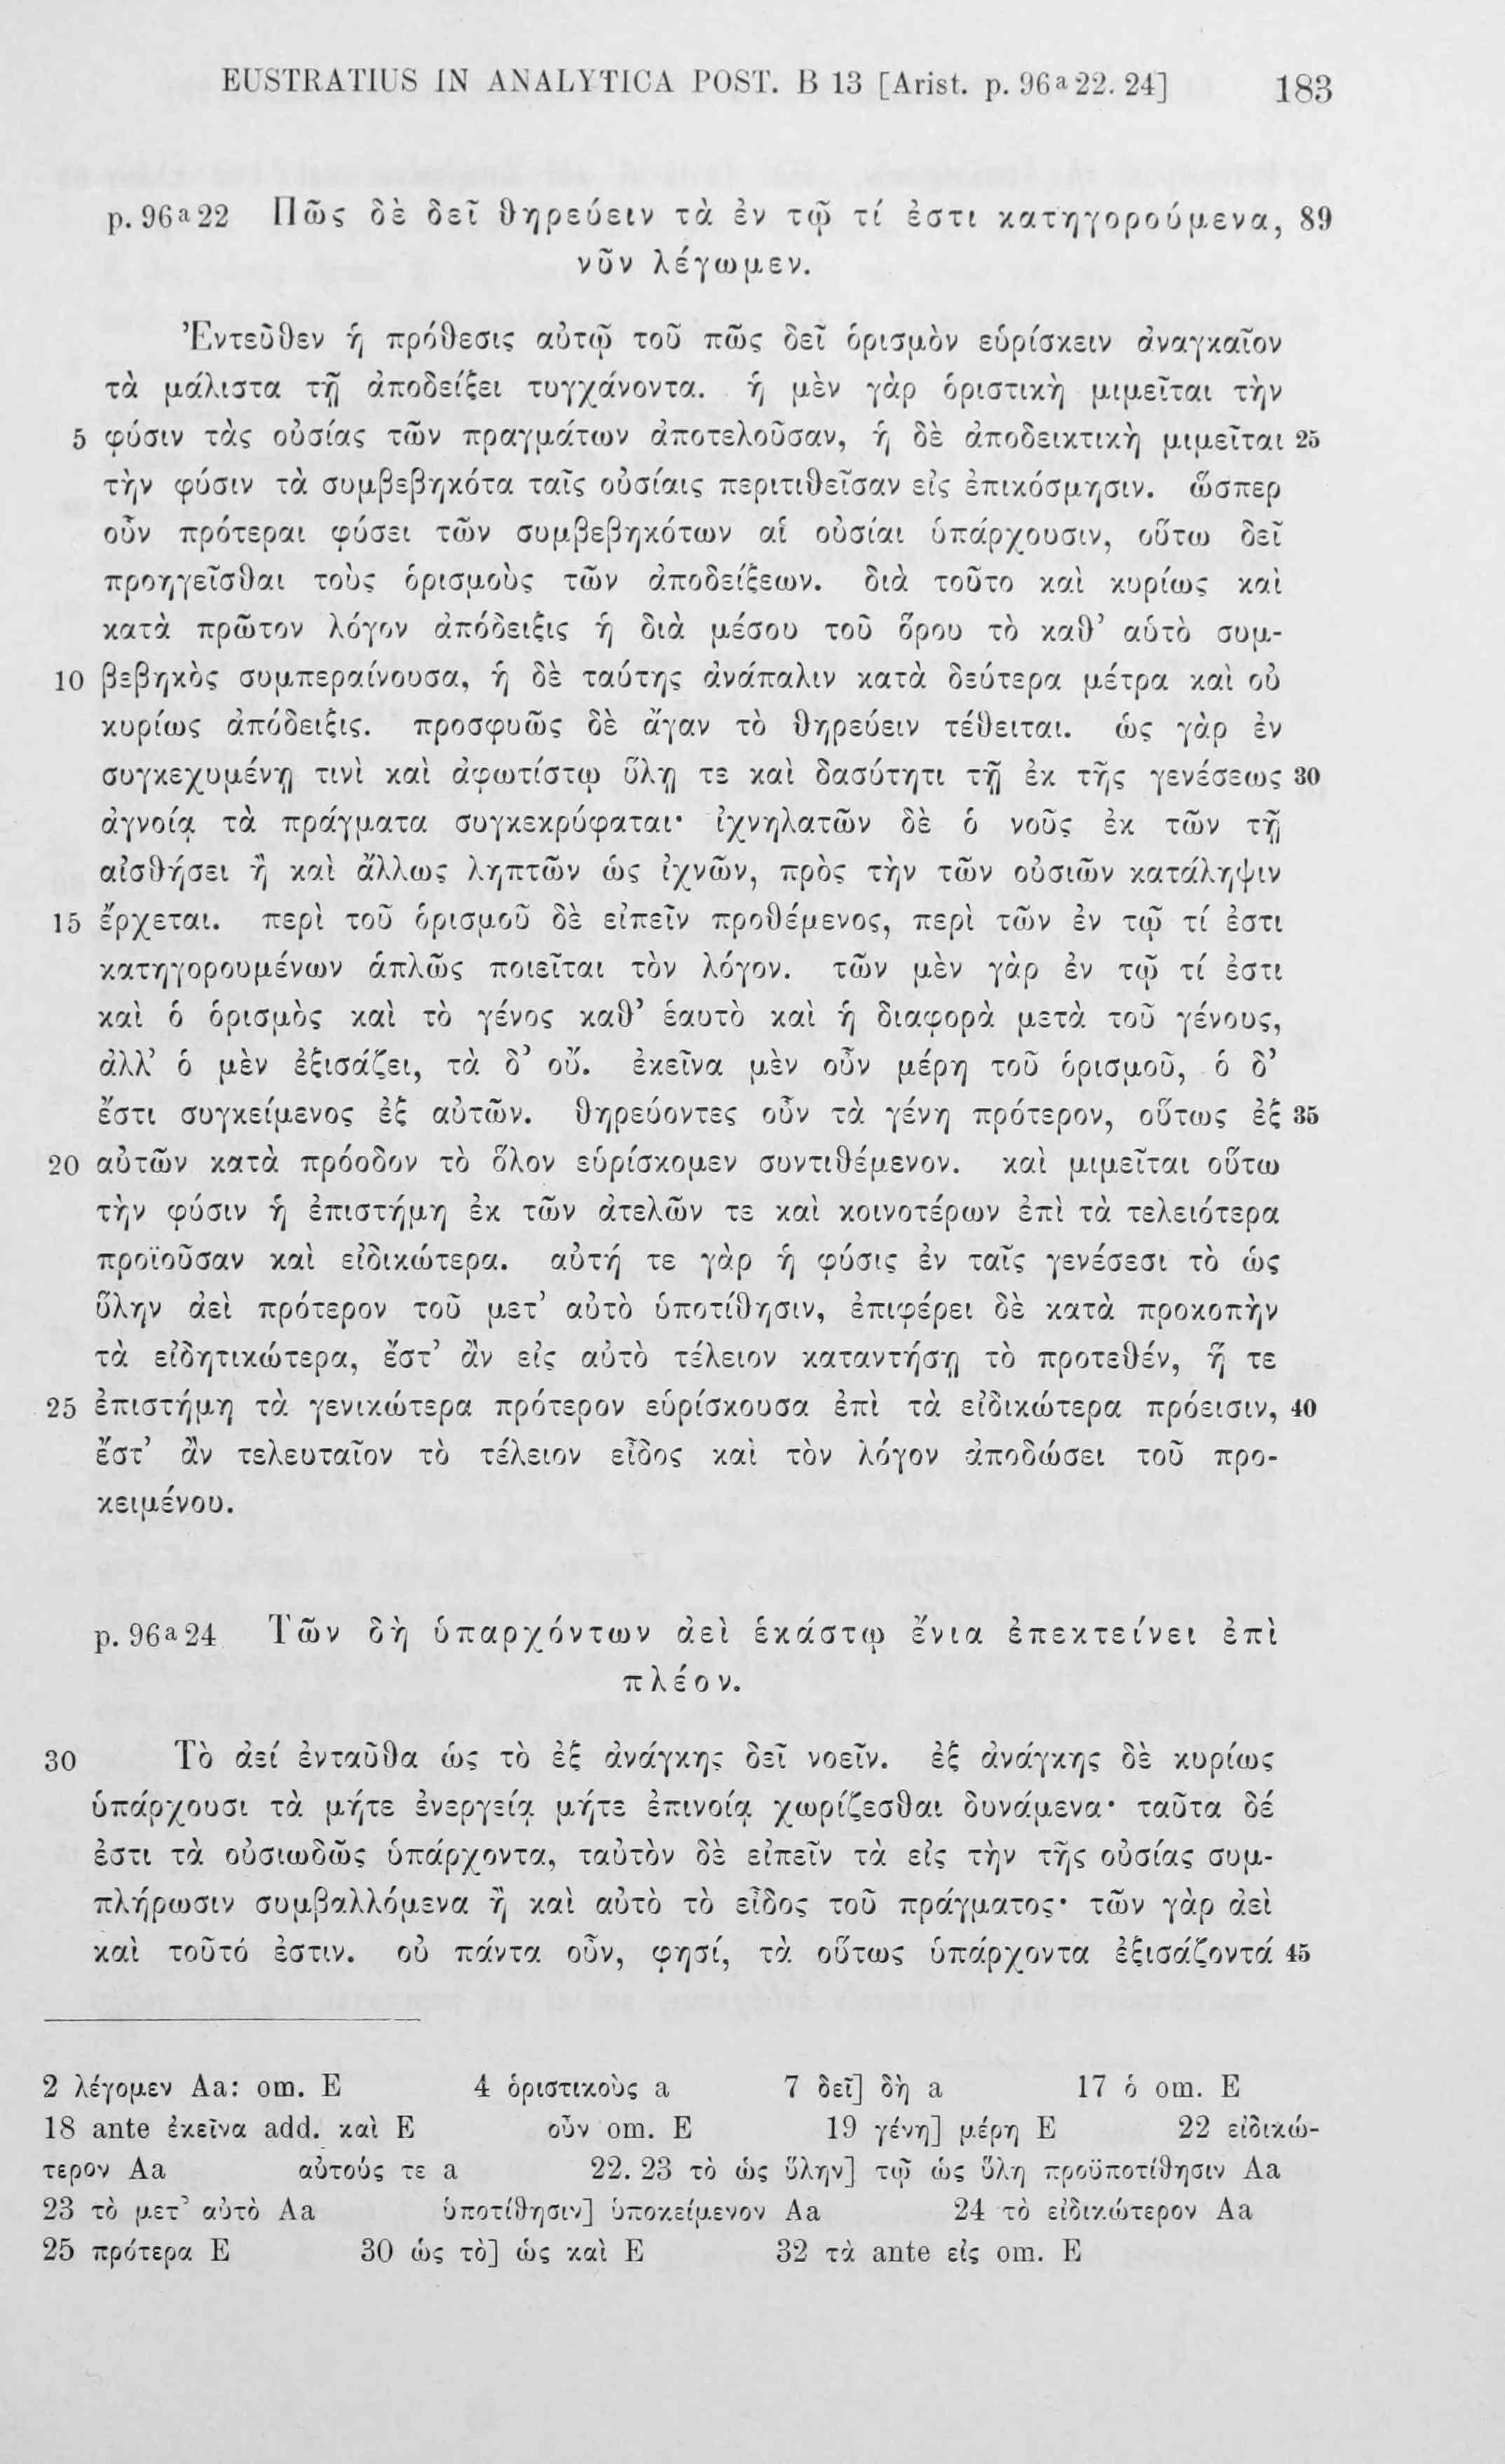 EUSTRATIUS IN ANALYTICA POST. B 13 [Arist. p. 96ª22. 24] 183
p. 96ª22 Πῶς δὲ δεῖ θηρεύειν τὰ ἐν τῷ τί ἐστι κατηγορούμενα, 89
νῦν λέγωμεν.
Ἐντεῦθεν ἡ πρόθεσις αὐτῷ τοῦ πῶς δεῖ ὁρισμὸν εὑρίσκειν ἀναγκαῖον
τὰ μάλιστα τῇ ἀποδείξει τυγχάνοντα. ἡ μὲν γὰρ ὁριστικὴ μιμεῖται τὴν
5 φύσιν τὰς οὐσίας τῶν πραγμάτων ἀποτελοῦσαν, ἡ δὲ ἀποδεικτικὴ μιμεῖται 25
τὴν φύσιν τὰ συμβεβηκότα ταῖς οὐσίαις περιτιθεῖσαν εἰς ἐπικόσμησιν. ὥσπερ
οὖν πρότεραι φύσει τῶν συμβεβηκότων αἱ οὐσίαι ὑπάρχουσιν, οὕτω δεῖ
προηγεῖσθαι τοὺς ὁρισμοὺς τῶν ἀποδείξεων. διὰ τοῦτο καὶ κυρίως καὶ
κατὰ πρῶτον λόγον ἀπόδειξις ἡ διὰ μέσου τοῦ ὅρου τὸ καθ’ αὑτὸ συμ-
10 βεβηκὸς συμπεραίνουσα, ἡ δὲ ταύτης ἀνάπαλιν κατὰ δεύτερα μέτρα καὶ οὐ
κυρίως ἀπόδειξις. προσφυῶς δὲ ἄγαν τὸ θηρεύειν τέθειται. ὡς γὰρ ἐν
συγκεχυμένῃ τινὶ καὶ ἀφωτίστῳ ὕλῃ τε καὶ δασύτητι τῇ ἐκ τῆς γενέσεως 30
ἀγνοίᾳ τὰ πράγματα συγκεκρύφαται· ἰχνηλατῶν δὲ ὁ νοῦς ἐκ τῶν τῇ
αἰσθήσει ἢ καὶ ἄλλως ληπτῶν ὡς ἰχνῶν, πρὸς τὴν τῶν οὐσιῶν κατάληψιν
15 ἔρχεται. περὶ τοῦ ὁρισμοῦ δὲ εἰπεῖν προθέμενος, περὶ τῶν ἐν τῷ τί ἐστι
κατηγορουμένων ἁπλῶς ποιεῖται τὸν λόγον. τῶν μὲν γὰρ ἐν τῷ τί ἐστι
καὶ ὁ ὁρισμὸς καὶ τὸ γένος καθ’ ἑαυτὸ καὶ ἡ διαφορὰ μετὰ τοῦ γένους,
ἀλλ’ ὁ μὲν ἐξισάζει, τὰ δ’ οὔ. ἐκεῖνα μὲν οὖν μέρη τοῦ ὁρισμοῦ, ὁ δ’
ἔστι συγκείμενος ἐξ αὐτῶν. θηρεύοντες οὖν τὰ γένη πρότερον, οὕτως ἐξ 35
20 αὐτῶν κατὰ πρόοδον τὸ ὅλον εὑρίσκομεν συντιθέμενον. καὶ μιμεῖται οὕτω
τὴν φύσιν ἡ ἐπιστήμη ἐκ τῶν ἀτελῶν τε καὶ κοινοτέρων ἐπὶ τὰ τελειότερα
προϊοῦσαν καὶ εἰδικώτερα. αὐτή τε γὰρ ἡ φύσις ἐν ταῖς γενέσεσι τὸ ὡς
ὕλην ἀεὶ πρότερον τοῦ μετ’ αὐτὸ ὑποτίθησιν, ἐπιφέρει δὲ κατὰ προκοπὴν
τὰ εἰδητικώτερα, ἔστ’ ἂν εἰς αὐτὸ τέλειον καταντήσῃ τὸ προτεθέν, ἥ τε
25 ἐπιστήμη τὰ γενικώτερα πρότερον εὑρίσκουσα ἐπὶ τὰ εἰδικώτερα πρόεισιν, 40
ἔστ’ ἂν τελευταῖον τὸ τέλειον εἶδος καὶ τὸν λόγον ἀποδώσει τοῦ προ-
κειμένου.
p. 96ª24 Τῶν δὴ ὑπαρχόντων ἀεὶ ἑκάστῳ ἔνια ἐπεκτείνει ἐπὶ
πλέον.
30 Τὸ ἀεί ἐνταῦθα ὡς τὸ ἐξ ἀνάγκης δεῖ νοεῖν. ἐξ ἀνάγκης δὲ κυρίως
ὑπάρχουσι τὰ μήτε ἐνεργείᾳ μήτε ἐπινοίᾳ χωρίζεσθαι δυνάμενα· ταῦτα δέ
ἐστι τὰ οὐσιωδῶς ὑπάρχοντα, ταὐτὸν δὲ εἰπεῖν τὰ εἰς τὴν τῆς οὐσίας συμ-
πλήρωσιν συμβαλλόμενα ἢ καὶ αὐτὸ τὸ εἶδος τοῦ πράγματος· τῶν γὰρ ἀεὶ
καὶ τοῦτό ἐστιν. οὐ πάντα οὖν, φησί, τὰ οὕτως ὑπάρχοντα ἐξισάζοντά 45
2 λέγομεν Aa: om. E 4 ὁριστικοὺς a 7 δεῖ] δὴ a 17 ὁ om. E
18 ante ἐκεῖνα add. καὶ E οὖν om. E 19 γένη] μέρη E 22 εἰδικώ-
τερον Aa αὐτούς τε a 22. 23 τὸ ὡς ὕλην] τῷ ὡς ὕλη προϋποτίθησιν Aa
23 τὸ μετ’ αὐτὸ Aa ὑποτίθησιν] ὑποκείμενον Aa 24 τὸ εἰδικώτερον Aa
25 πρότερα E 30 ὡς τὸ] ὡς καὶ E 32 τὰ ante εἰς om. E